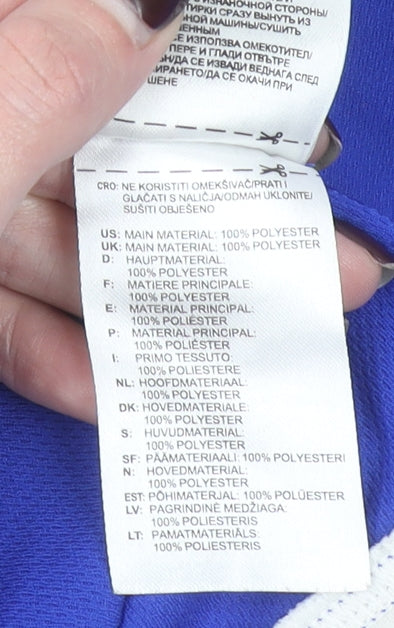 ИЗНАНОЧНОЙ СТОРОНЫ/
СТИРКИ СРАЗУ ВЫНУТЬ ИЗ
МАШИНЫ/СУШИТЬ
СЕ ИЗПОЛЗВА ОМЕКОТИТЕЛ/
ПЕРЕ И ГЛАДИ ОТВЪТРЕ
ДА СЕ ИЗВАДИ ВЕДНАГА СЛЕД
ИРАНЕТО/ДА СЕ ОКАЧИ ПРИ
ШЕНЕ
CRO: NE KORISTITI OMEKŠIVAČ/PRATI I
GLAČATI S NALIČJA/ODMAH UKLONITE/
SUŠITI OBJEŠENO
US: MAIN MATERIAL: 100% POLYESTER
UK: MAIN MATERIAL: 100% POLYESTER
D: HAUPTMATERIAL:
100% POLYESTER
F: MATIERE PRINCIPALE:
100% POLYESTER
E: MATERIAL PRINCIPAL:
100% POLIÉSTER
P: MATERIAL PRINCIPAL:
100% POLIÉSTER
I: PRIMO TESSUTO:
100% POLIESTERE
NL: HOOFDMATERIAAL:
100% POLYESTER
DK: HOVEDMATERIALE:
100% POLYESTER
S: HUVUDMATERIAL:
100% POLYESTER
SF: PÄÄMATERIAALI: 100% POLYESTERI
N: HOVEDMATERIAL:
100% POLYESTER
EST: PÕHIMATERJAL: 100% POLÜESTER
LV: PAGRINDINĖ MEDŽIAGA:
100% POLIESTERIS
LT: PAMATMATERIĀLS:
100% POLIESTERIS